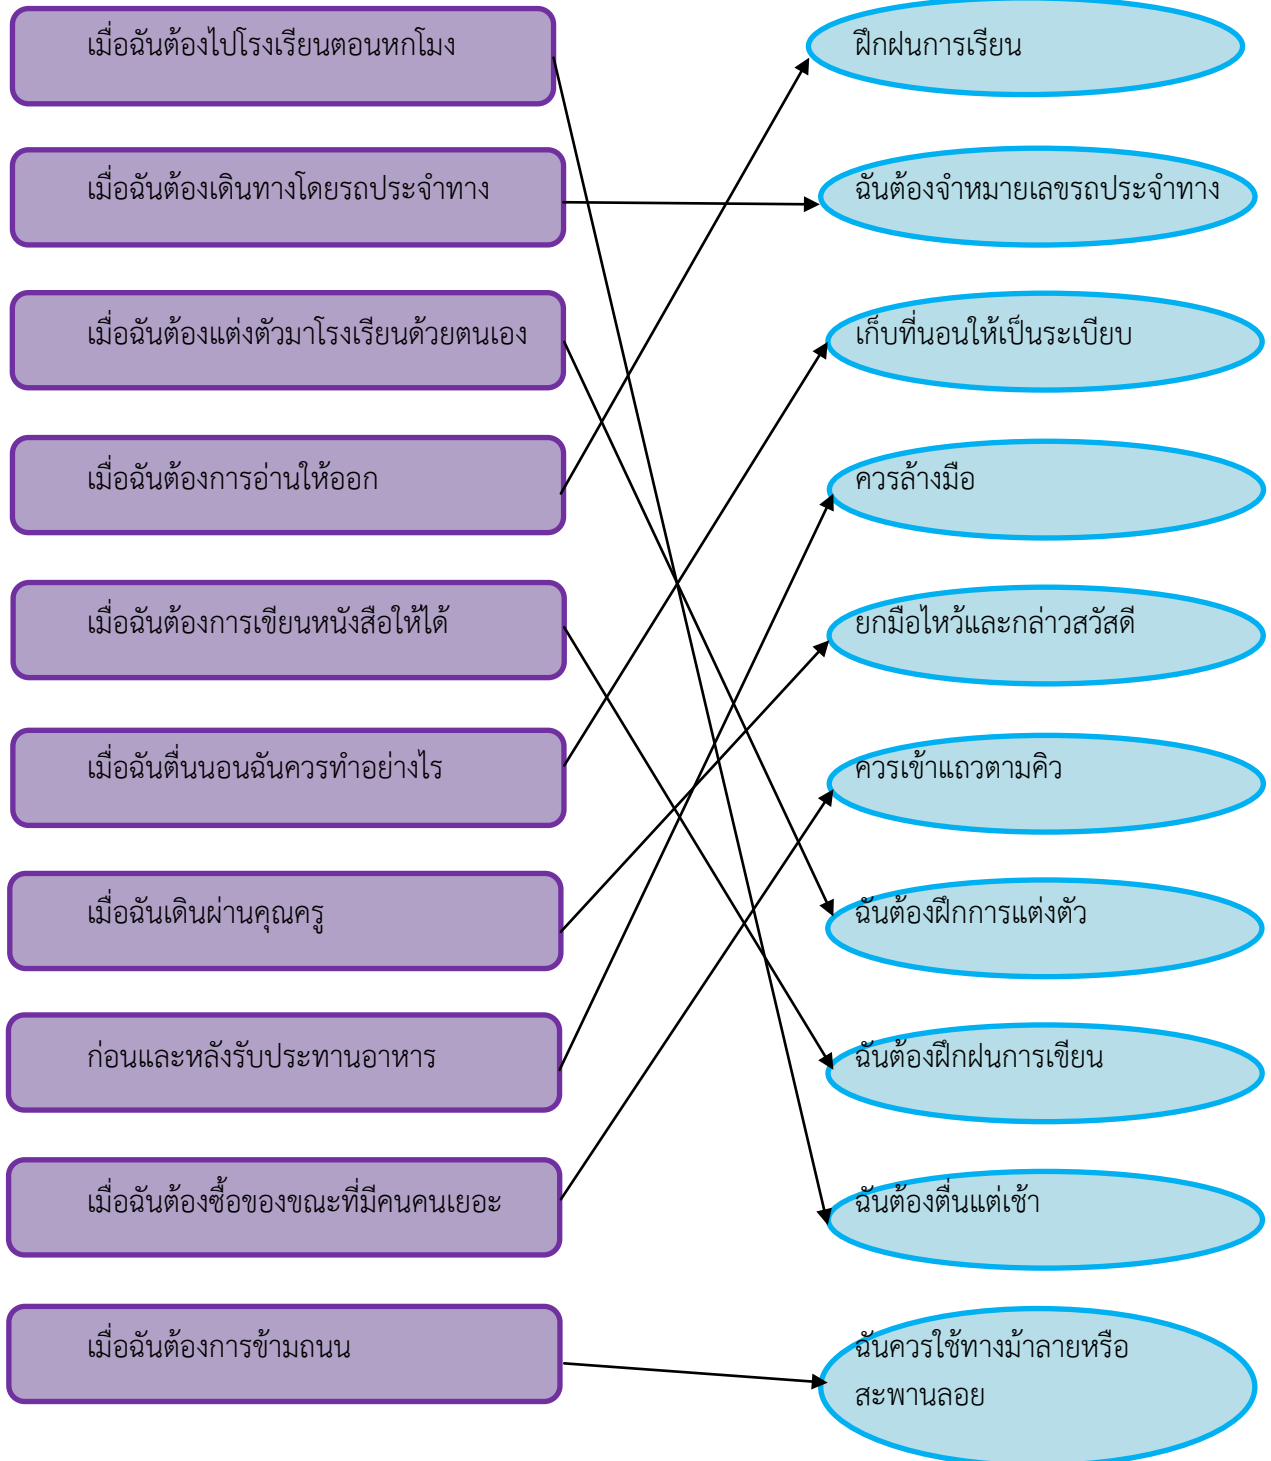 เมื่อฉันต้องไปโรงเรียนตอนหกโมง
ฝึกฝนการเรียน
เมื่อฉันต้องเดินทางโดยรถประจำทาง
ฉันต้องจำหมายเลขรถประจำทาง
เมื่อฉันต้องแต่งตัวมาโรงเรียนด้วยตนเอง
เก็บที่นอนให้เป็นระเบียบ
เมื่อฉันต้องการอ่านให้ออก
ควรล้างมือ
เมื่อฉันต้องการเขียนหนังสือให้ได้
ยกมือไหว้และกล่าวสวัสดี
เมื่อฉันตื่นนอนฉันควรทำอย่างไร
ควรเข้าแถวตามคิว
เมื่อฉันเดินผ่านคุณครู
ฉันต้องฝึกการแต่งตัว
ก่อนและหลังรับประทานอาหาร
ฉันต้องฝึกฝนการเขียน
เมื่อฉันต้องซื้อของขณะที่มีคนคนเยอะ
ฉันต้องตื่นแต่เช้า
เมื่อฉันต้องการข้ามถนน
ฉันควรใช้ทางม้าลายหรือ
สะพานลอย